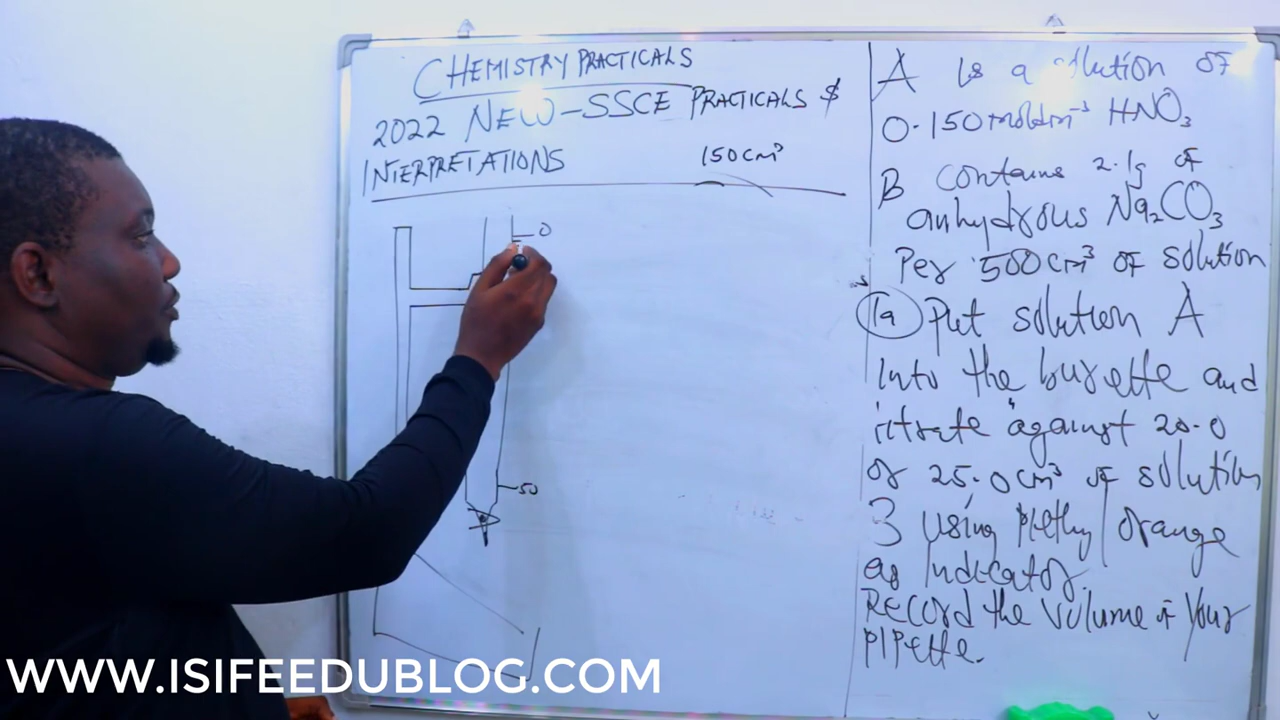 CHEMISTRY PRACTICALS
2022 NEW-SSCE PRACTICALS &
INTERPRETATIONS
150cm³
0
50
A Is a solution of
0.150moldm⁻³ HNO₃
B contains 2.1g of
anhydrous Na₂CO₃
Per 500cm³ of solution
1a Put solution A
Into the burette and
titrate against 20.0
or 25.0cm³ of solution
B using Methyl orange
as Indicator.
Record the volume of Your
pipette.
WWW.ISIFEEDUBLOG.COM